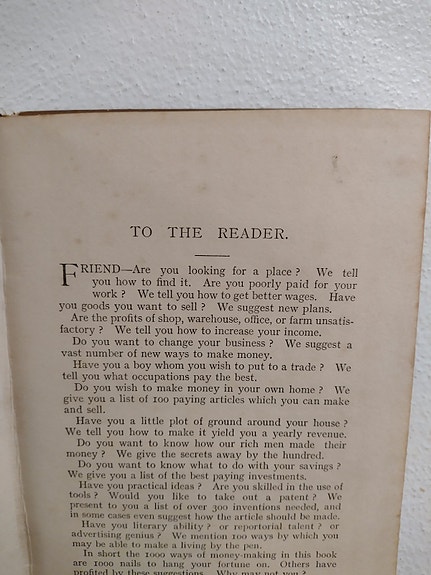 TO THE READER.
FRIEND—Are you looking for a place? We tell
you how to find it. Are you poorly paid for your
work? We tell you how to get better wages. Have
you goods you want to sell? We suggest new plans.
Are the profits of shop, warehouse, office, or farm unsatis-
factory? We tell you how to increase your income.
Do you want to change your business? We suggest a
vast number of new ways to make money.
Have you a boy whom you wish to put to a trade? We
tell you what occupations pay the best.
Do you wish to make money in your own home? We
give you a list of 100 paying articles which you can make
and sell.
Have you a little plot of ground around your house?
We tell you how to make it yield you a yearly revenue.
Do you want to know how our rich men made their
money? We give the secrets away by the hundred.
Do you want to know what to do with your savings?
We give you a list of the best paying investments.
Have you practical ideas? Are you skilled in the use of
tools? Would you like to take out a patent? We
present to you a list of over 300 inventions needed, and
in some cases even suggest how the article should be made.
Have you literary ability? or reportorial talent? or
advertising genius? We mention 100 ways by which you
may be able to make a living by the pen.
In short the 1000 ways of money-making in this book
are 1000 nails to hang your fortune on. Others have
profited by these suggestions. Why may not you?